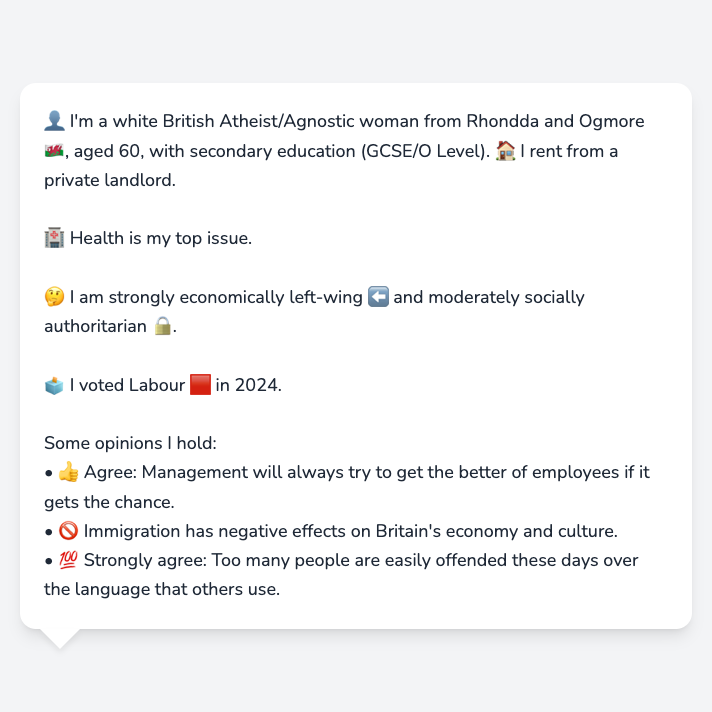 👤 I'm a white British Atheist/Agnostic woman from Rhondda and Ogmore
🏴󠁧󠁢󠁷󠁬󠁳󠁿, aged 60, with secondary education (GCSE/O Level). 🏠 I rent from a
private landlord.
🏥 Health is my top issue.
🤔 I am strongly economically left-wing ⬅️ and moderately socially
authoritarian 🔒.
🗳️ I voted Labour 🟥 in 2024.
Some opinions I hold:
• 👍 Agree: Management will always try to get the better of employees if it
gets the chance.
• 🚫 Immigration has negative effects on Britain's economy and culture.
• 💯 Strongly agree: Too many people are easily offended these days over
the language that others use.